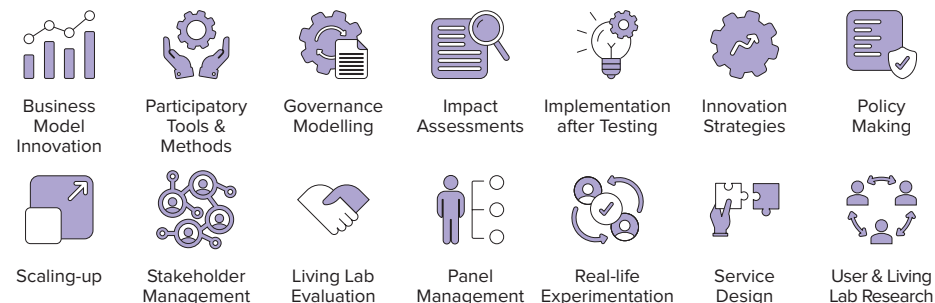 Business
Model
Innovation
Participatory
Tools &
Methods
Governance
Modelling
Impact
Assessments
Implementation
after Testing
Innovation
Strategies
Policy
Making
Scaling-up
Stakeholder
Management
Living Lab
Evaluation
Panel
Management
Real-life
Experimentation
Service
Design
User & Living
Lab Research